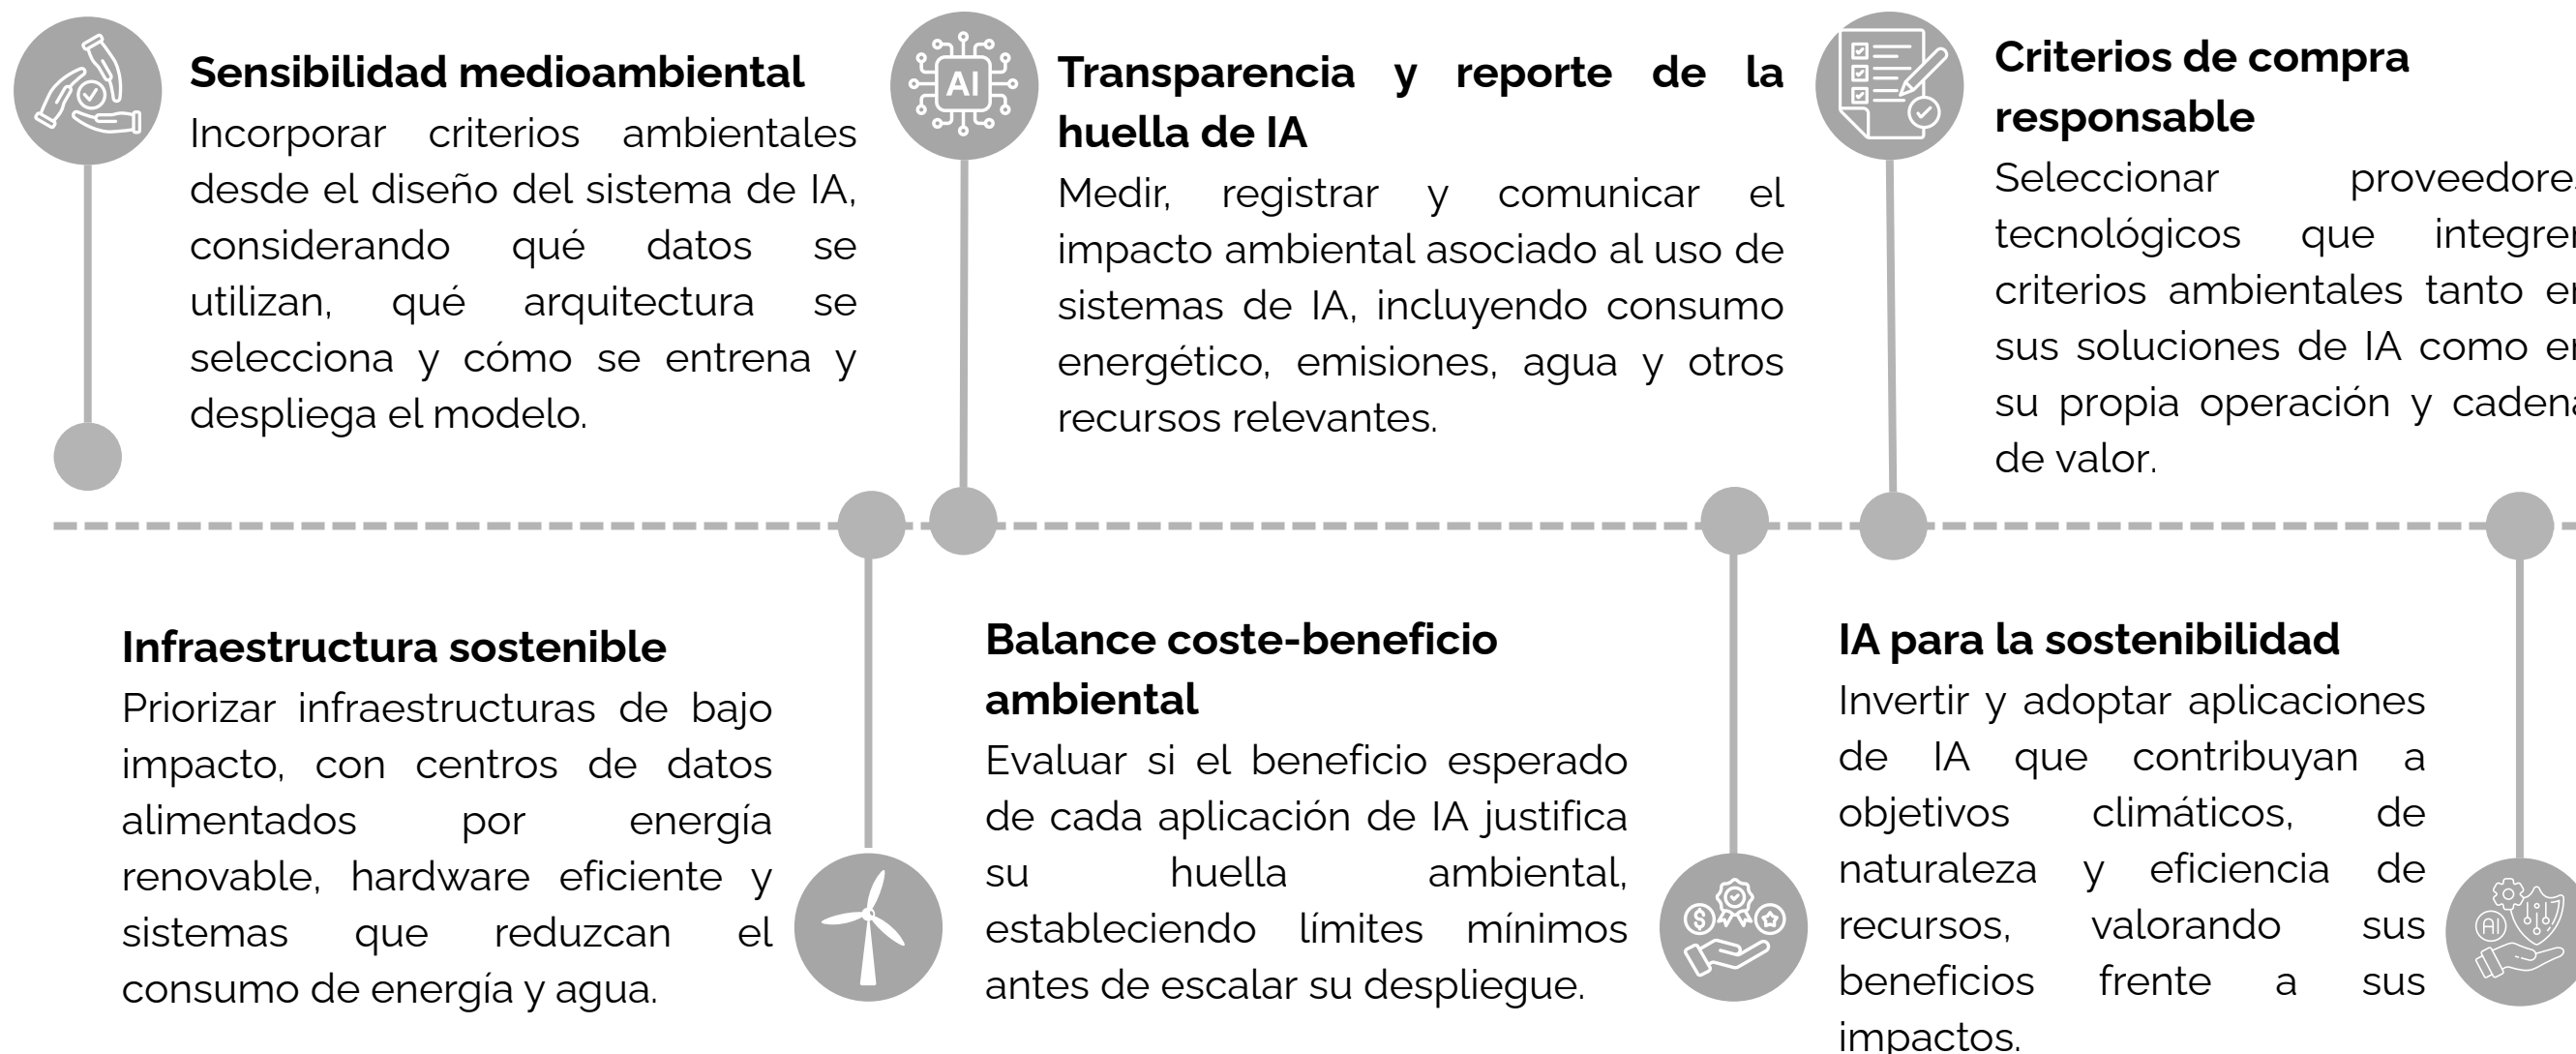 Sensibilidad medioambiental
Incorporar criterios ambientales
desde el diseño del sistema de IA,
considerando qué datos se
utilizan, qué arquitectura se
selecciona y cómo se entrena y
despliega el modelo.
AI
Transparencia y reporte de la
huella de IA
Medir, registrar y comunicar el
impacto ambiental asociado al uso de
sistemas de IA, incluyendo consumo
energético, emisiones, agua y otros
recursos relevantes.
Criterios de compra
responsable
Seleccionar proveedores
tecnológicos que integren
criterios ambientales tanto en
sus soluciones de IA como en
su propia operación y cadena
de valor.
Infraestructura sostenible
Priorizar infraestructuras de bajo
impacto, con centros de datos
alimentados por energía
renovable, hardware eficiente y
sistemas que reduzcan el
consumo de energía y agua.
Balance coste-beneficio
ambiental
Evaluar si el beneficio esperado
de cada aplicación de IA justifica
su huella ambiental,
estableciendo límites mínimos
antes de escalar su despliegue.
$
IA para la sostenibilidad
Invertir y adoptar aplicaciones
de IA que contribuyan a
objetivos climáticos, de
naturaleza y eficiencia de
recursos, valorando sus
beneficios frente a sus
impactos.
AI